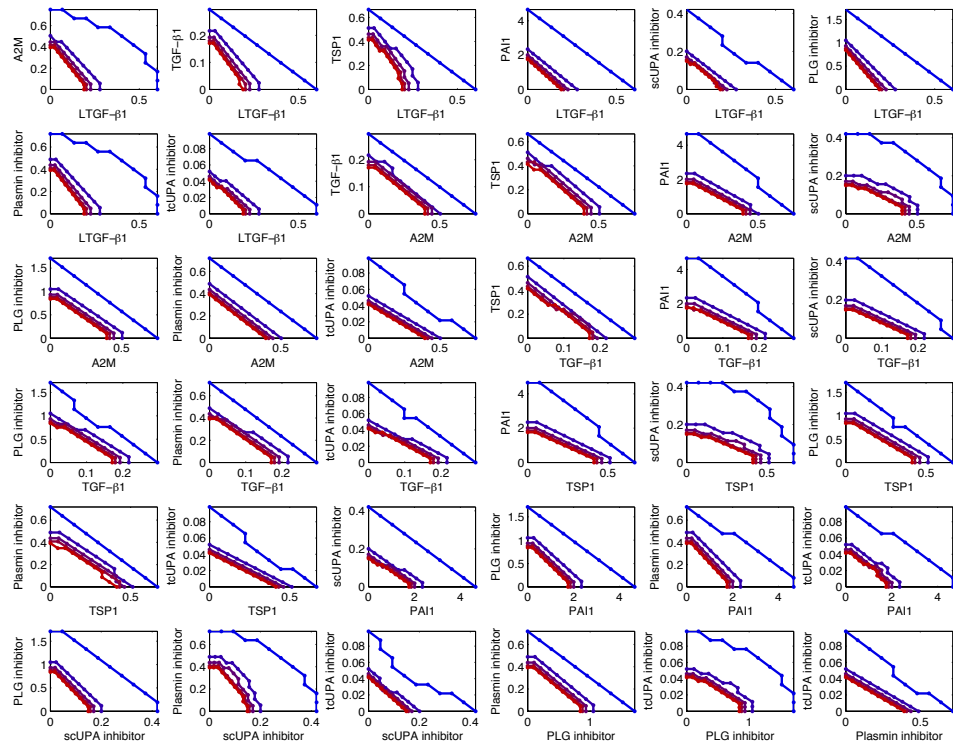 A2M
0.6
0.4
0.2
0
0 0.5
LTGF-β1
TGF-β1
0.2
0.1
0
0 0.5
LTGF-β1
TSP1
0.6
0.4
0.2
0
0 0.5
LTGF-β1
PAI1
4
2
0
0 0.5
LTGF-β1
scUPA inhibitor
0.4
0.2
0
0 0.5
LTGF-β1
PLG inhibitor
1.5
1
0.5
0
0 0.5
LTGF-β1
Plasmin inhibitor
0.6
0.4
0.2
0
0 0.5
LTGF-β1
tcUPA inhibitor
0.08
0.06
0.04
0.02
0
0 0.5
LTGF-β1
TGF-β1
0.2
0.1
0
0 0.5
A2M
TSP1
0.6
0.4
0.2
0
0 0.5
A2M
PAI1
4
2
0
0 0.5
A2M
scUPA inhibitor
0.4
0.2
0
0 0.5
A2M
PLG inhibitor
1.5
1
0.5
0
0 0.5
A2M
Plasmin inhibitor
0.6
0.4
0.2
0
0 0.5
A2M
tcUPA inhibitor
0.08
0.06
0.04
0.02
0
0 0.5
A2M
TSP1
0.6
0.4
0.2
0
0 0.1 0.2
TGF-β1
PAI1
4
2
0
0 0.1 0.2
TGF-β1
scUPA inhibitor
0.4
0.2
0
0 0.1 0.2
TGF-β1
PLG inhibitor
1.5
1
0.5
0
0 0.1 0.2
TGF-β1
Plasmin inhibitor
0.6
0.4
0.2
0
0 0.1 0.2
TGF-β1
tcUPA inhibitor
0.08
0.06
0.04
0.02
0
0 0.1 0.2
TGF-β1
PAI1
4
2
0
0 0.5
TSP1
scUPA inhibitor
0.4
0.2
0
0 0.5
TSP1
PLG inhibitor
1.5
1
0.5
0
0 0.5
TSP1
Plasmin inhibitor
0.6
0.4
0.2
0
0 0.5
TSP1
tcUPA inhibitor
0.08
0.06
0.04
0.02
0
0 0.5
TSP1
scUPA inhibitor
0.4
0.2
0
0 2 4
PAI1
PLG inhibitor
1.5
1
0.5
0
0 2 4
PAI1
Plasmin inhibitor
0.6
0.4
0.2
0
0 2 4
PAI1
tcUPA inhibitor
0.08
0.06
0.04
0.02
0
0 2 4
PAI1
PLG inhibitor
1.5
1
0.5
0
0 0.2 0.4
scUPA inhibitor
Plasmin inhibitor
0.6
0.4
0.2
0
0 0.2 0.4
scUPA inhibitor
tcUPA inhibitor
0.08
0.06
0.04
0.02
0
0 0.2 0.4
scUPA inhibitor
Plasmin inhibitor
0.6
0.4
0.2
0
0 1
PLG inhibitor
tcUPA inhibitor
0.08
0.06
0.04
0.02
0
0 1
PLG inhibitor
tcUPA inhibitor
0.08
0.06
0.04
0.02
0
0 0.5
Plasmin inhibitor